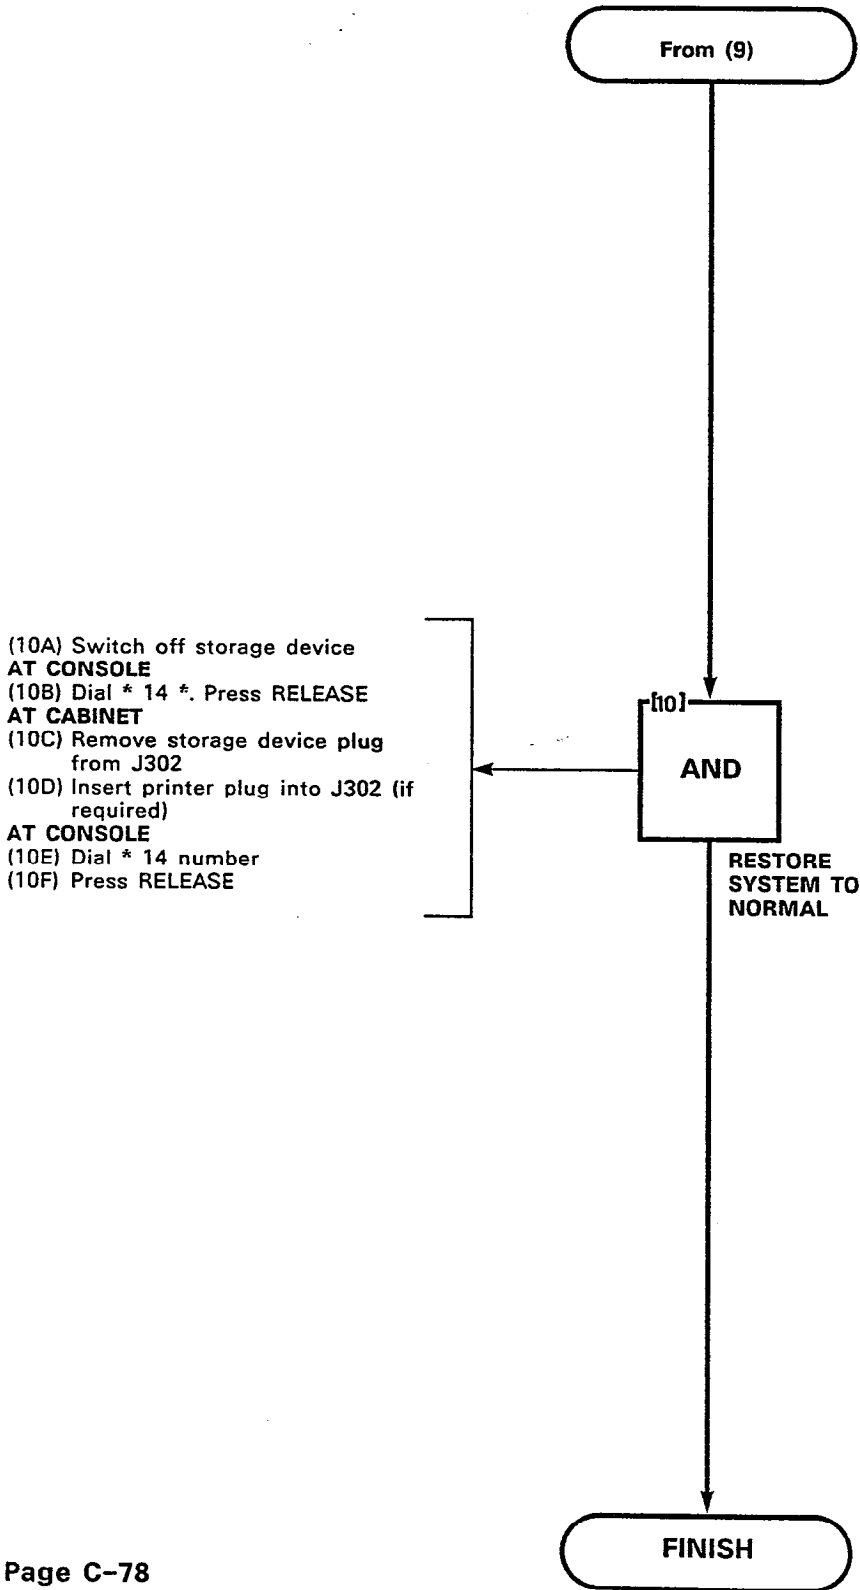 From (9)
(10A) Switch off storage device
AT CONSOLE
(10B) Dial * 14 *. Press RELEASE
AT CABINET
(10C) Remove storage device plug
from J302
(10D) Insert printer plug into J302 (if
required)
AT CONSOLE
(10E) Dial * 14 number
(10F) Press RELEASE
[10]
AND
RESTORE
SYSTEM TO
NORMAL
FINISH
Page C-78